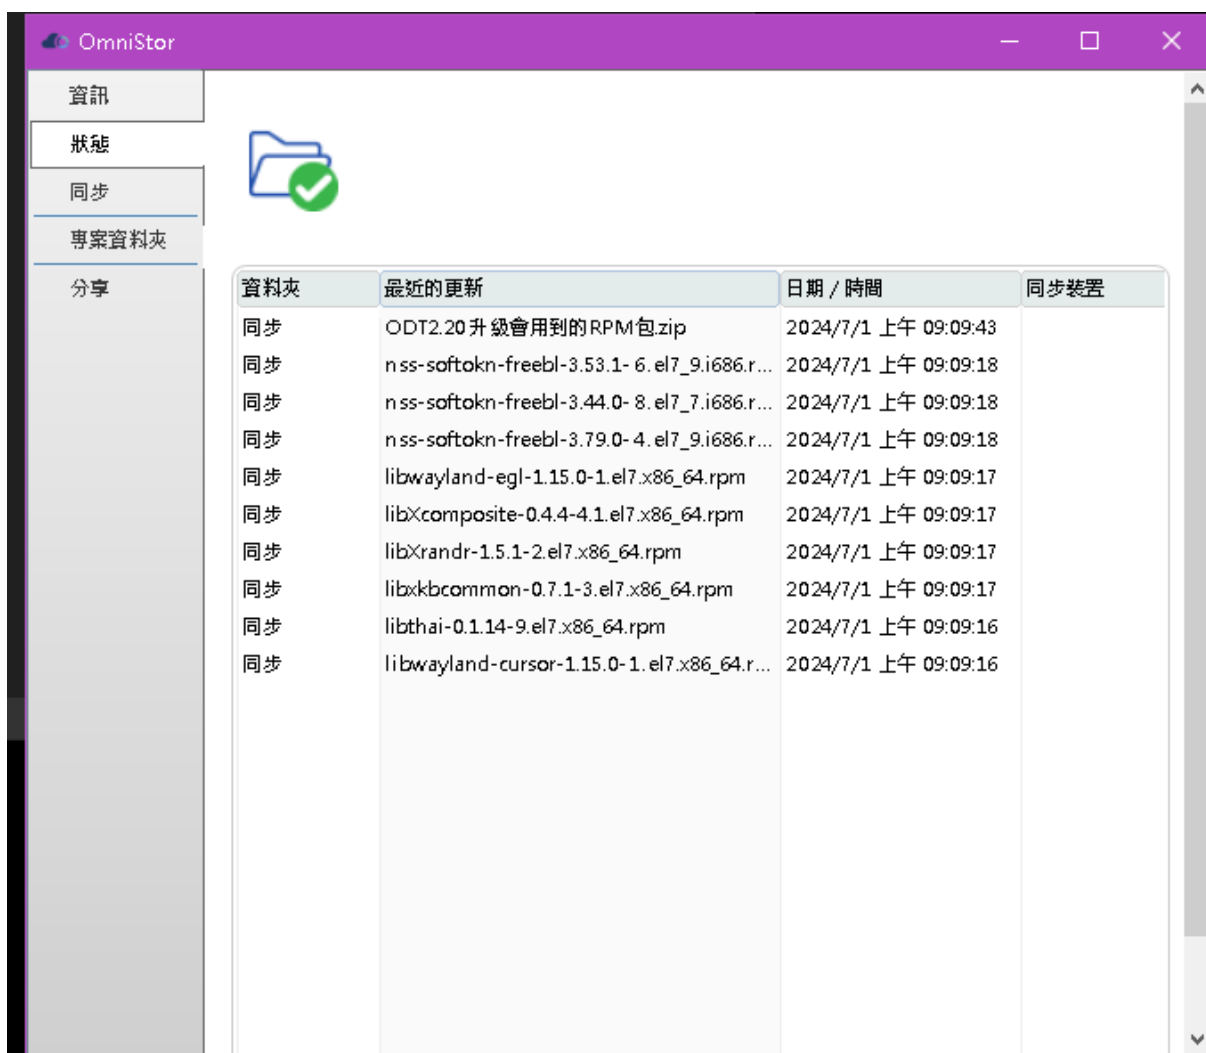 OmniStor
資訊
狀態
同步
專案資料夾
分享
資料夾 最近的更新 日期 / 時間 同步裝置
同步 ODT2.20升級會用到的RPM包.zip 2024/7/1 上午 09:09:43
同步 nss-softokn-freebl-3.53.1-6.el7_9.i686.r... 2024/7/1 上午 09:09:18
同步 nss-softokn-freebl-3.44.0-8.el7_7.i686.r... 2024/7/1 上午 09:09:18
同步 nss-softokn-freebl-3.79.0-4.el7_9.i686.r... 2024/7/1 上午 09:09:18
同步 libwayland-egl-1.15.0-1.el7.x86_64.rpm 2024/7/1 上午 09:09:17
同步 libXcomposite-0.4.4-4.1.el7.x86_64.rpm 2024/7/1 上午 09:09:17
同步 libXrandr-1.5.1-2.el7.x86_64.rpm 2024/7/1 上午 09:09:17
同步 libxkbcommon-0.7.1-3.el7.x86_64.rpm 2024/7/1 上午 09:09:17
同步 libthai-0.1.14-9.el7.x86_64.rpm 2024/7/1 上午 09:09:16
同步 libwayland-cursor-1.15.0-1.el7.x86_64.r... 2024/7/1 上午 09:09:16